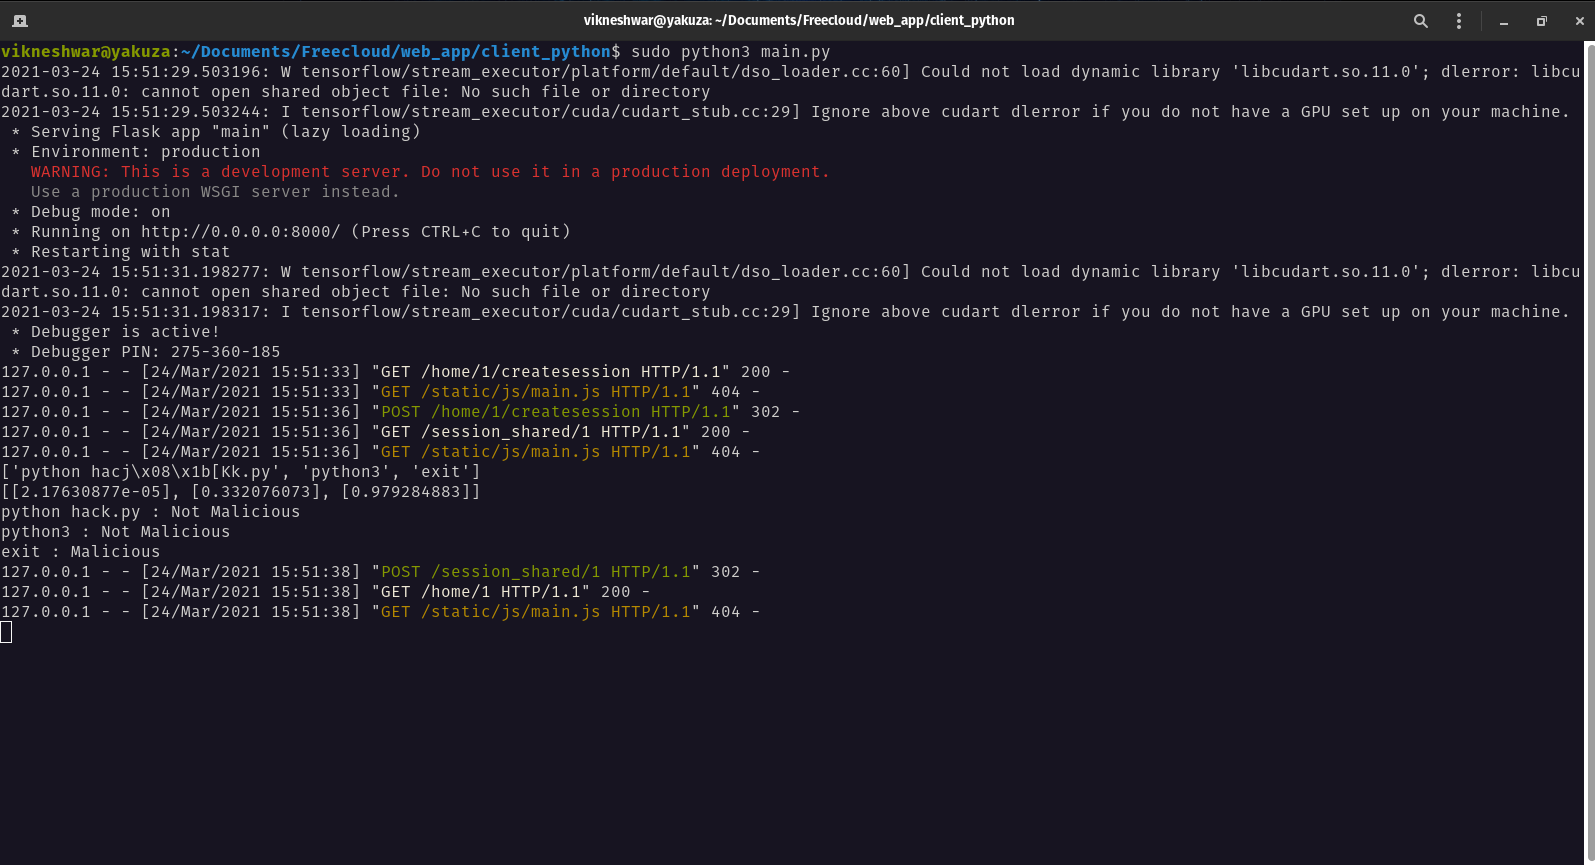 vikneshwar@yakuza: ~/Documents/Freecloud/web_app/client_python
vikneshwar@yakuza:~/Documents/Freecloud/web_app/client_python$ sudo python3 main.py
2021-03-24 15:51:29.503196: W tensorflow/stream_executor/platform/default/dso_loader.cc:60] Could not load dynamic library 'libcudart.so.11.0'; dlerror: libcu
dart.so.11.0: cannot open shared object file: No such file or directory
2021-03-24 15:51:29.503244: I tensorflow/stream_executor/cuda/cudart_stub.cc:29] Ignore above cudart dlerror if you do not have a GPU set up on your machine.
 * Serving Flask app "main" (lazy loading)
 * Environment: production
   WARNING: This is a development server. Do not use it in a production deployment.
   Use a production WSGI server instead.
 * Debug mode: on
 * Running on http://0.0.0.0:8000/ (Press CTRL+C to quit)
 * Restarting with stat
2021-03-24 15:51:31.198277: W tensorflow/stream_executor/platform/default/dso_loader.cc:60] Could not load dynamic library 'libcudart.so.11.0'; dlerror: libcu
dart.so.11.0: cannot open shared object file: No such file or directory
2021-03-24 15:51:31.198317: I tensorflow/stream_executor/cuda/cudart_stub.cc:29] Ignore above cudart dlerror if you do not have a GPU set up on your machine.
 * Debugger is active!
 * Debugger PIN: 275-360-185
127.0.0.1 - - [24/Mar/2021 15:51:33] "GET /home/1/createsession HTTP/1.1" 200 -
127.0.0.1 - - [24/Mar/2021 15:51:33] "GET /static/js/main.js HTTP/1.1" 404 -
127.0.0.1 - - [24/Mar/2021 15:51:36] "POST /home/1/createsession HTTP/1.1" 302 -
127.0.0.1 - - [24/Mar/2021 15:51:36] "GET /session_shared/1 HTTP/1.1" 200 -
127.0.0.1 - - [24/Mar/2021 15:51:36] "GET /static/js/main.js HTTP/1.1" 404 -
['python hacj\x08\x1b[Kk.py', 'python3', 'exit']
[[2.17630877e-05], [0.332076073], [0.979284883]]
python hack.py : Not Malicious
python3 : Not Malicious
exit : Malicious
127.0.0.1 - - [24/Mar/2021 15:51:38] "POST /session_shared/1 HTTP/1.1" 302 -
127.0.0.1 - - [24/Mar/2021 15:51:38] "GET /home/1 HTTP/1.1" 200 -
127.0.0.1 - - [24/Mar/2021 15:51:38] "GET /static/js/main.js HTTP/1.1" 404 -